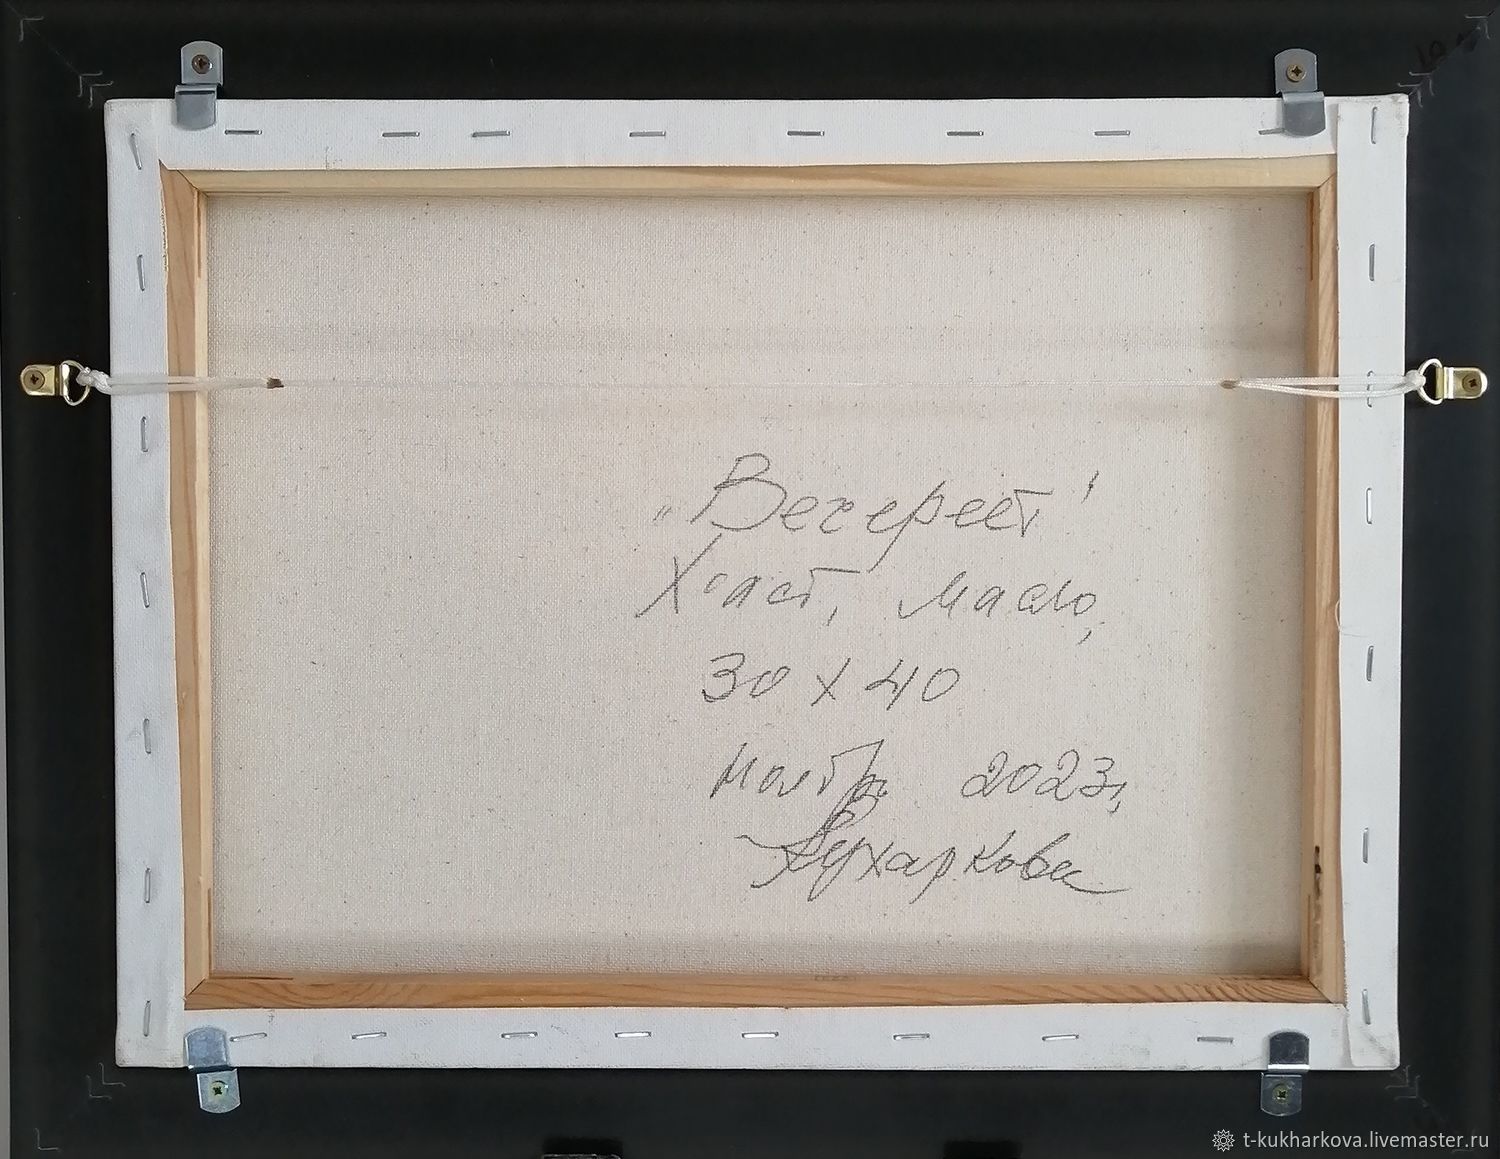 „Вечереет"
Холст, масло,
30 х 40
ноябрь 2023,
Кухаркова
t-kukharkova.livemaster.ru